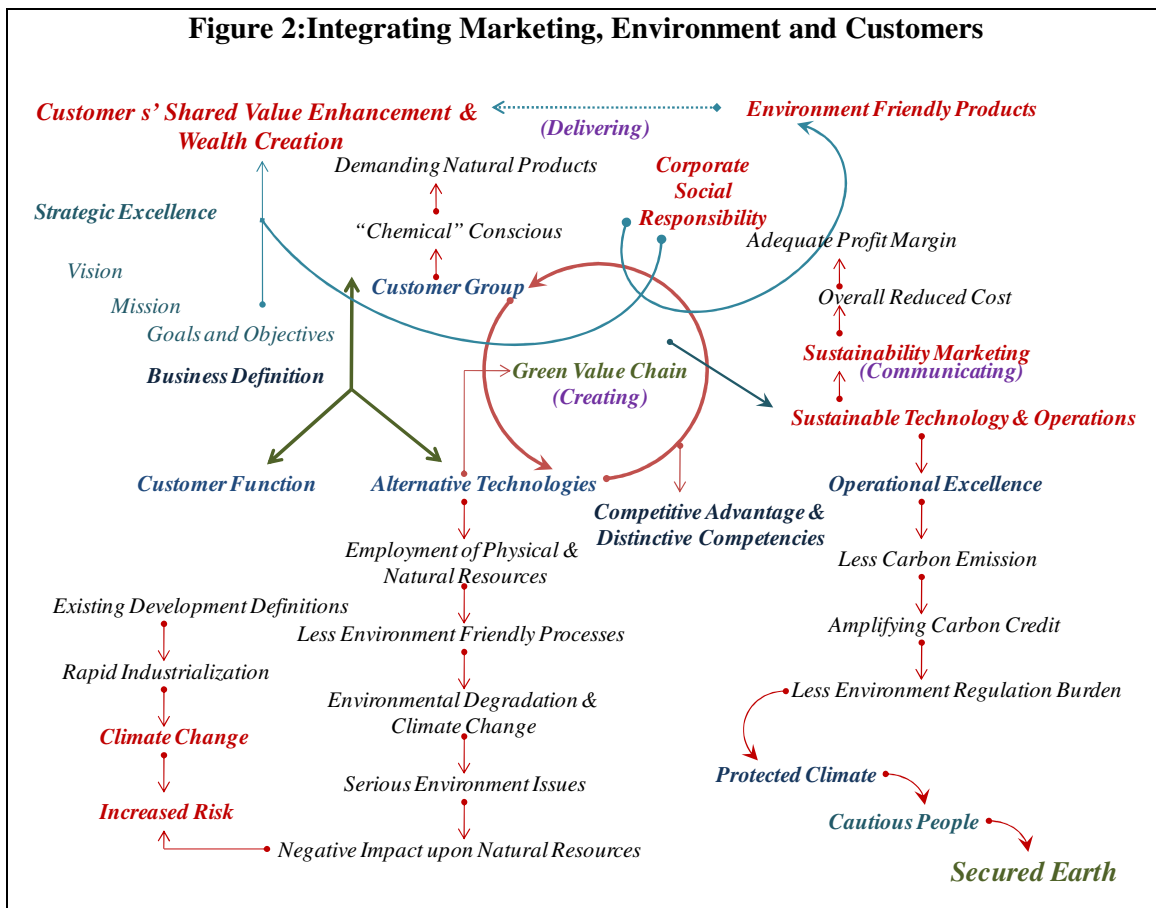 Figure 2:Integrating Marketing, Environment and Customers
Customer s' Shared Value Enhancement &
Wealth Creation
(Delivering)
Environment Friendly Products
Demanding Natural Products
Corporate
Social
Responsibility
Strategic Excellence
"Chemical" Conscious
Adequate Profit Margin
Vision
Customer Group
Mission
Overall Reduced Cost
Goals and Objectives
Sustainability Marketing
(Communicating)
Business Definition
Green Value Chain
(Creating)
Sustainable Technology & Operations
Customer Function
Alternative Technologies
Operational Excellence
Competitive Advantage &
Distinctive Competencies
Employment of Physical &
Natural Resources
Less Carbon Emission
Existing Development Definitions
Less Environment Friendly Processes
Amplifying Carbon Credit
Rapid Industrialization
Environmental Degradation &
Climate Change
Less Environment Regulation Burden
Climate Change
Serious Environment Issues
Protected Climate
Increased Risk
Cautious People
Negative Impact upon Natural Resources
Secured Earth